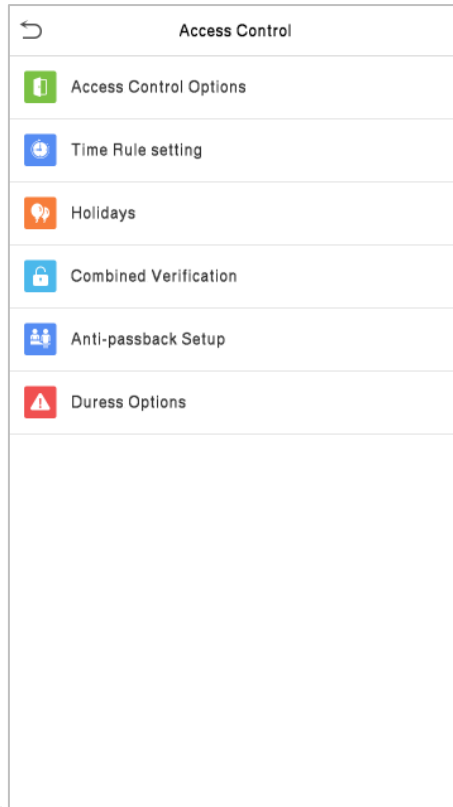 Access Control
Access Control Options
Time Rule setting
Holidays
Combined Verification
Anti-passback Setup
Duress Options